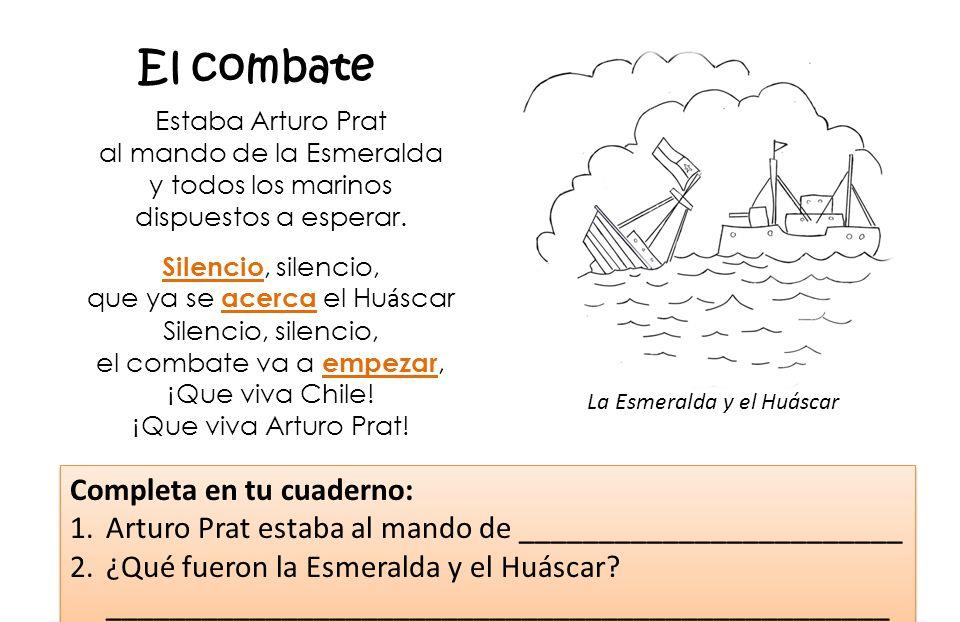 El combate
Estaba Arturo Prat
al mando de la Esmeralda
y todos los marinos
dispuestos a esperar.
Silencio, silencio,
que ya se acerca el Huáscar
Silencio, silencio,
el combate va a empezar,
¡Que viva Chile!
¡Que viva Arturo Prat!
La Esmeralda y el Huáscar
Completa en tu cuaderno:
1. Arturo Prat estaba al mando de _________________________
2. ¿Qué fueron la Esmeralda y el Huáscar?
___________________________________________________